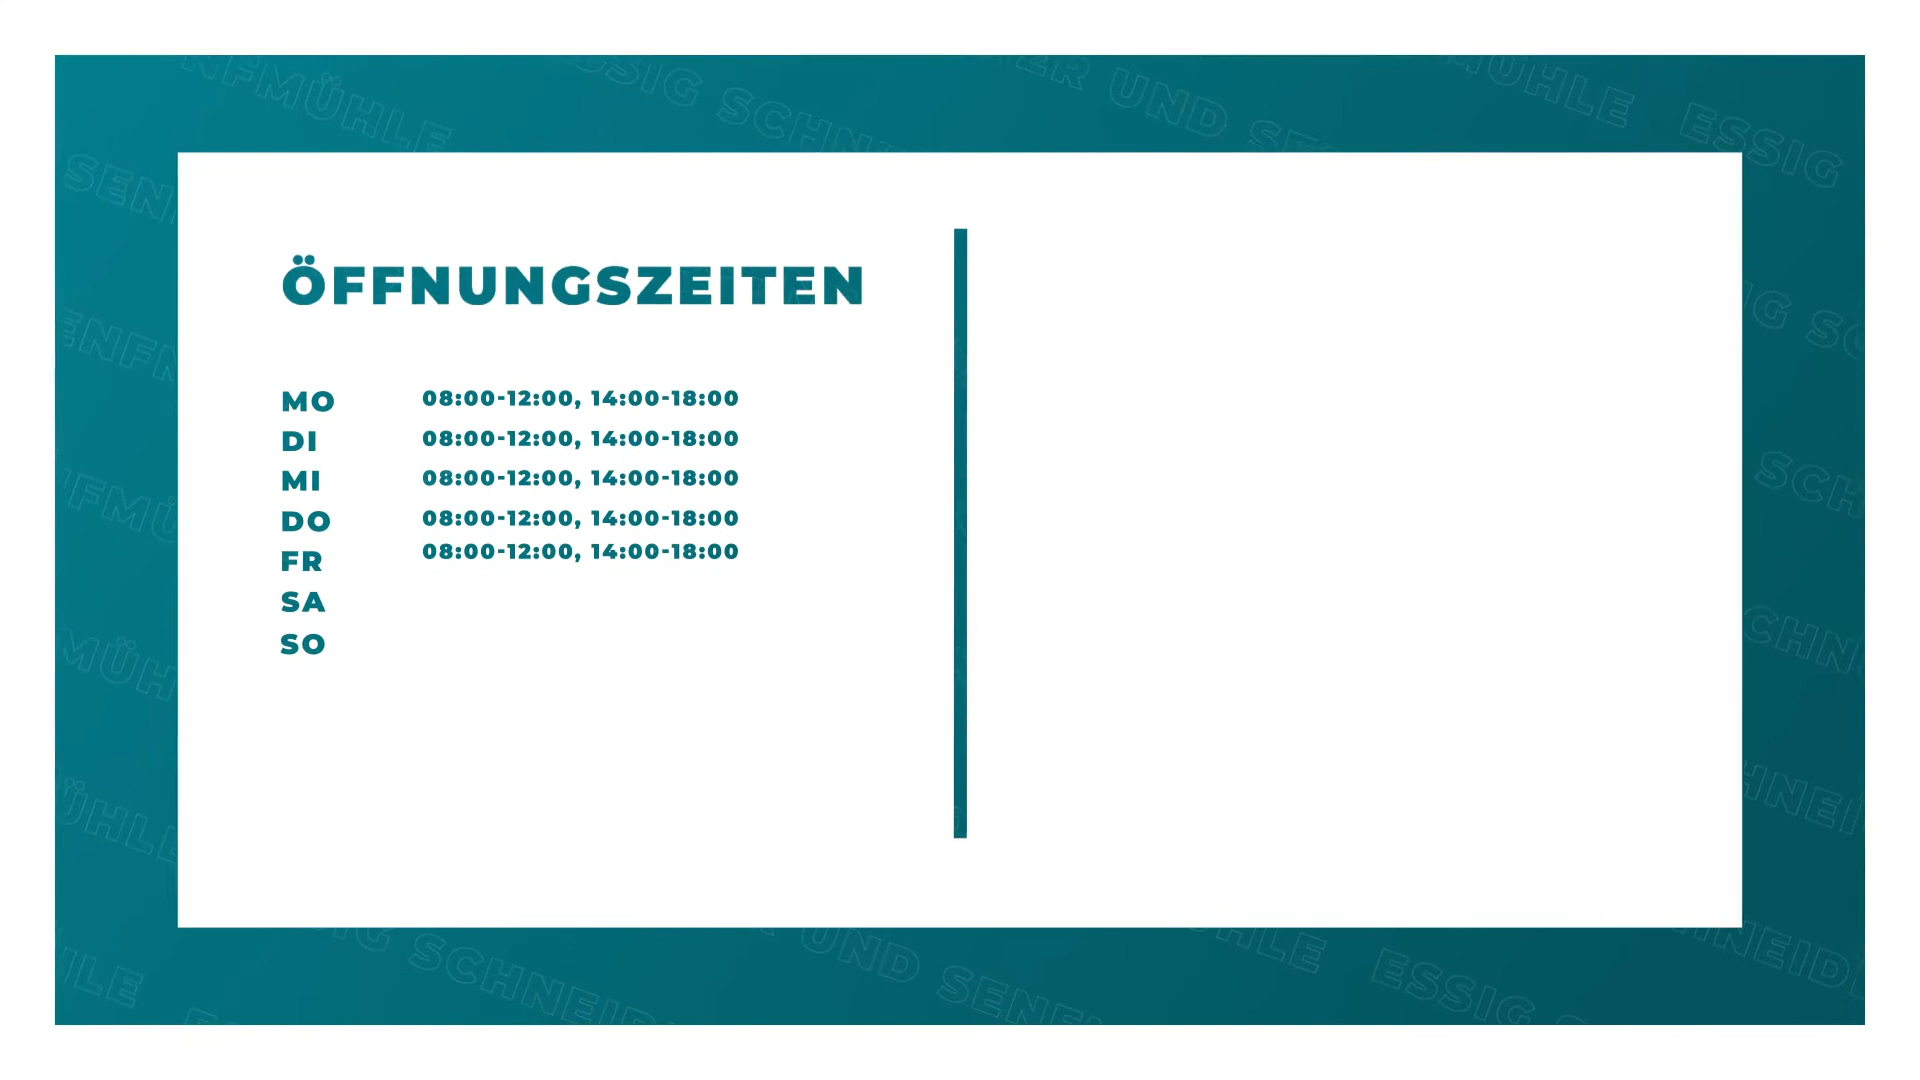 ÖFFNUNGSZEITEN
MO 08:00-12:00, 14:00-18:00
DI 08:00-12:00, 14:00-18:00
MI 08:00-12:00, 14:00-18:00
DO 08:00-12:00, 14:00-18:00
FR 08:00-12:00, 14:00-18:00
SA
SO